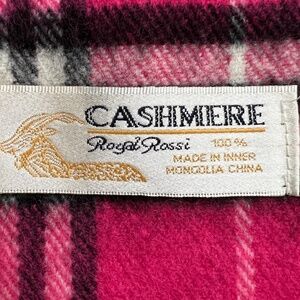 CASHMERE
Royal Rossi 100%
MADE IN INNER
MONGOLIA CHINA